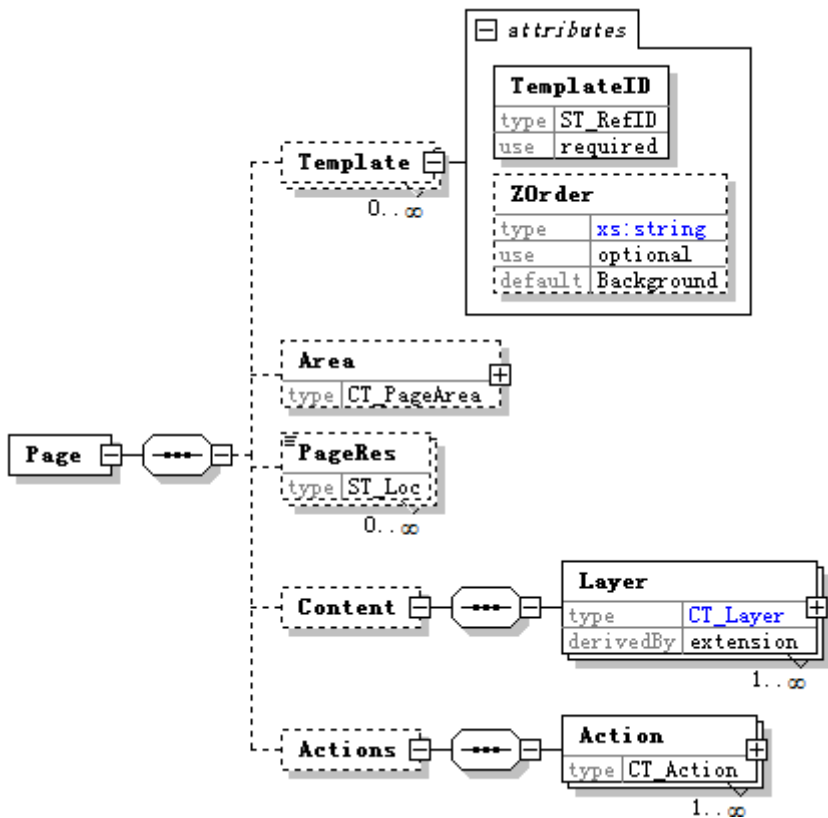 attributes
TemplateID
type ST_RefID
use required
Template
0..∞
ZOrder
type xs:string
use optional
default Background
Area
type CT_PageArea
Page
PageRes
type ST_Loc
0..∞
Content
Layer
type CT_Layer
derivedBy extension
1..∞
Actions
Action
type CT_Action
1..∞